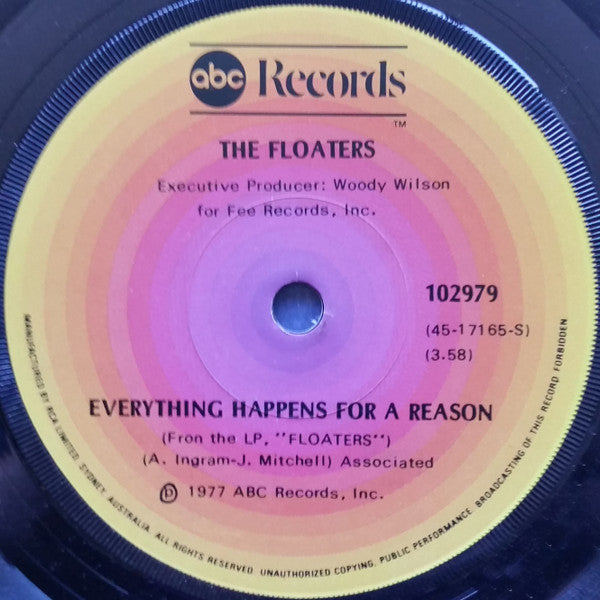 abc Records
TM
THE FLOATERS
Executive Producer: Woody Wilson
for Fee Records, Inc.
102979
(45-17165-S)
(3.58)
EVERYTHING HAPPENS FOR A REASON
(Fron the LP, "FLOATERS")
(A. Ingram-J. Mitchell) Associated
Ⓟ 1977 ABC Records, Inc.
MANUFACTURED BY RCA LIMITED, SYDNEY, AUSTRALIA. ALL RIGHTS RESERVED. UNAUTHORIZED COPYING, PUBLIC PERFORMANCE, BROADCASTING OF THIS RECORD FORBIDDEN